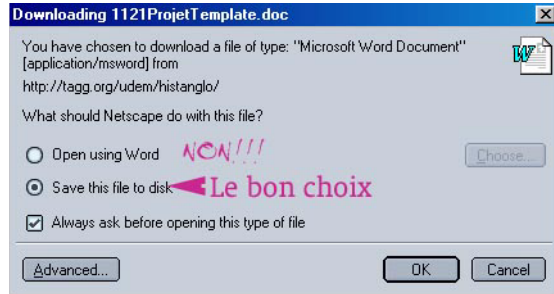 Downloading 1121ProjetTemplate.doc
You have chosen to download a file of type: "Microsoft Word Document"
[application/msword] from
http://tagg.org/udem/histanglo/
What should Netscape do with this file?
Open using Word NON!!!
Choose...
Save this file to disk Le bon choix
Always ask before opening this type of file
Advanced... OK Cancel